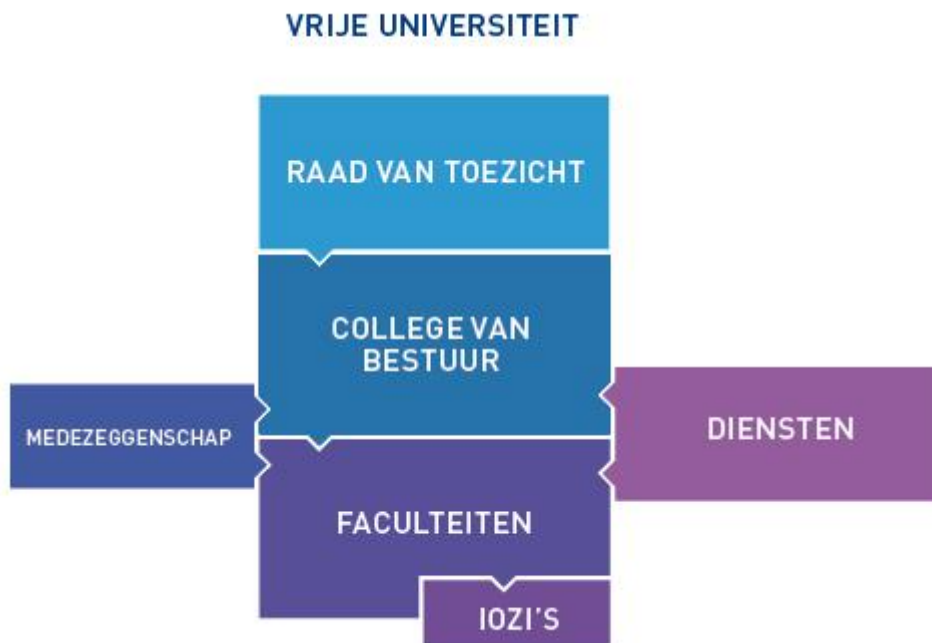 VRIJE UNIVERSITEIT
RAAD VAN TOEZICHT
COLLEGE VAN
BESTUUR
MEDEZEGGENSCHAP
DIENSTEN
FACULTEITEN
IOZI'S